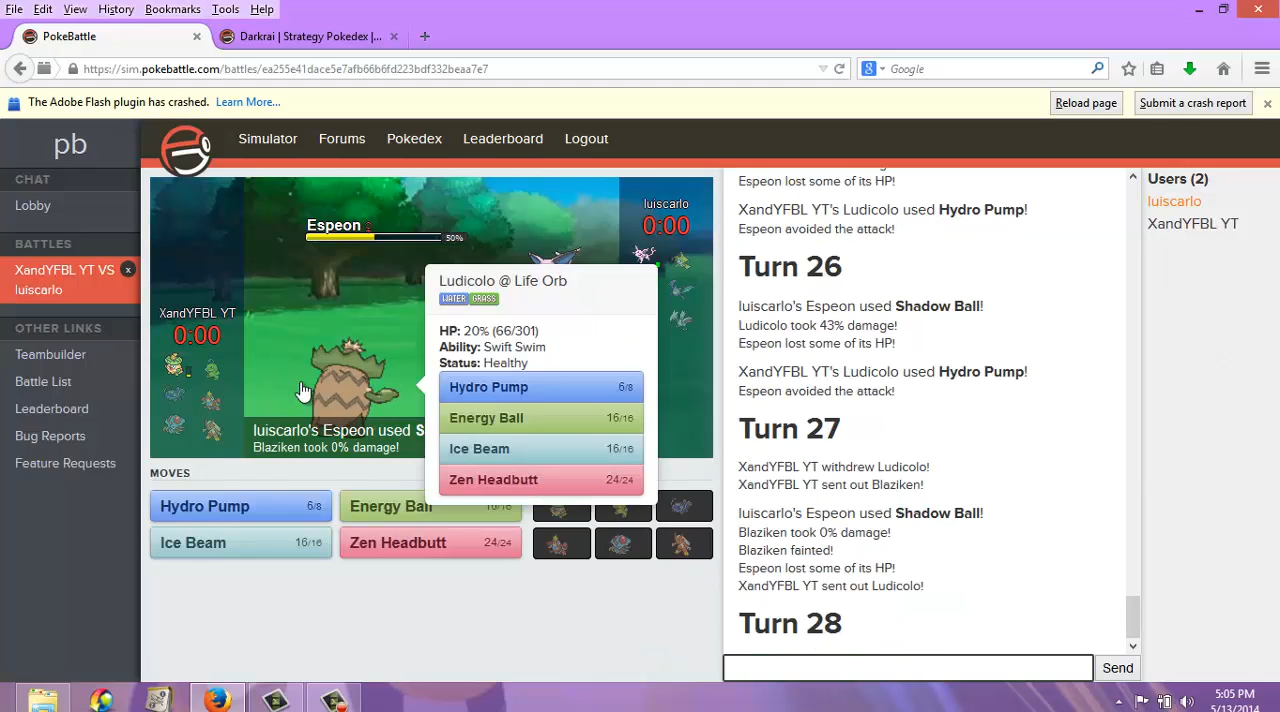 File Edit View History Bookmarks Tools Help
PokeBattle × Darkrai | Strategy Pokedex |... × +
https://sim.pokebattle.com/battles/ea255e41dace5e7afb66b6fd223bdf332beaa7e7
Google
The Adobe Flash plugin has crashed. Learn More...
Reload page
Submit a crash report
pb
Simulator Forums Pokedex Leaderboard Logout
CHAT
Lobby
BATTLES
XandYFBL YT VS
luiscarlo
x
OTHER LINKS
Teambuilder
Battle List
Leaderboard
Bug Reports
Feature Requests
Espeon
50%
luiscarlo
0:00
XandYFBL YT
0:00
luiscarlo's Espeon used S
Blaziken took 0% damage!
Ludicolo @ Life Orb
WATER GRASS
HP: 20% (66/301)
Ability: Swift Swim
Status: Healthy
Hydro Pump 6/8
Energy Ball 16/16
Ice Beam 16/16
Zen Headbutt 24/24
MOVES
Hydro Pump 6/8
Energy Ball 16/16
Ice Beam 16/16
Zen Headbutt 24/24
Espeon lost some of its HP!
XandYFBL YT's Ludicolo used Hydro Pump!
Espeon avoided the attack!
Turn 26
luiscarlo's Espeon used Shadow Ball!
Ludicolo took 43% damage!
Espeon lost some of its HP!
XandYFBL YT's Ludicolo used Hydro Pump!
Espeon avoided the attack!
Turn 27
XandYFBL YT withdrew Ludicolo!
XandYFBL YT sent out Blaziken!
luiscarlo's Espeon used Shadow Ball!
Blaziken took 0% damage!
Blaziken fainted!
Espeon lost some of its HP!
XandYFBL YT sent out Ludicolo!
Turn 28
Send
Users (2)
luiscarlo
XandYFBL YT
5:05 PM
5/13/2014